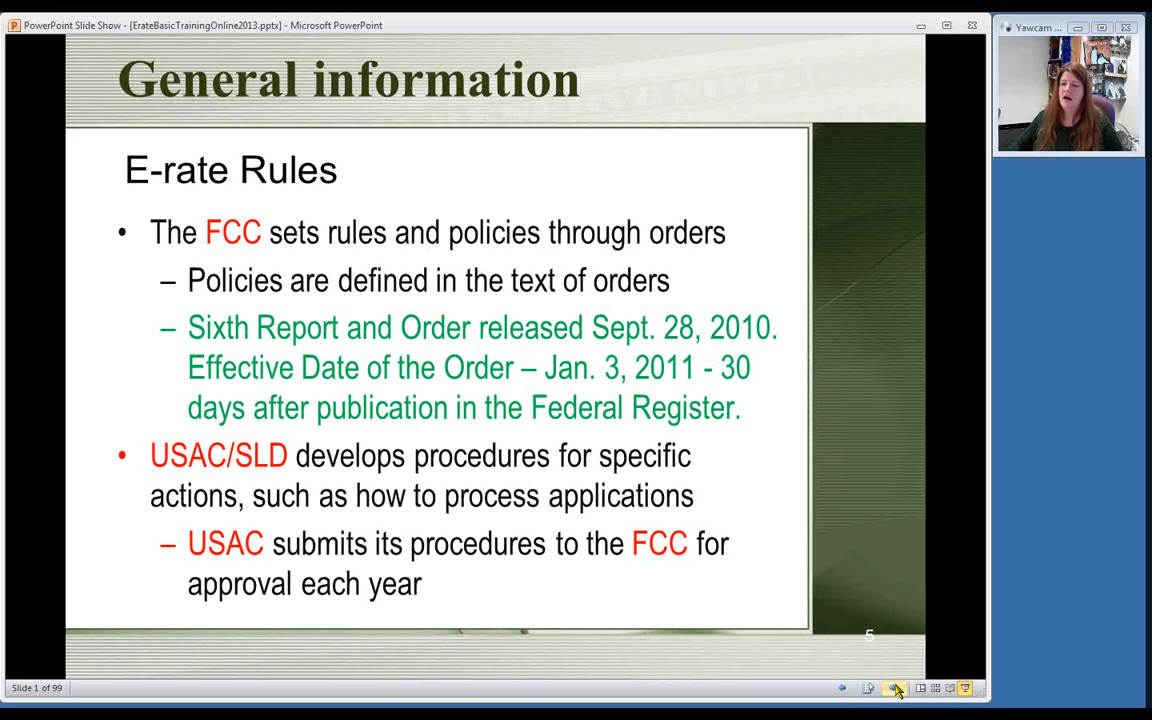 PowerPoint Slide Show - [ErateBasicTrainingOnline2013.pptx] - Microsoft PowerPoint
Yawcam ...
General information
E-rate Rules
• The FCC sets rules and policies through orders
– Policies are defined in the text of orders
– Sixth Report and Order released Sept. 28, 2010.
Effective Date of the Order – Jan. 3, 2011 - 30
days after publication in the Federal Register.
• USAC/SLD develops procedures for specific
actions, such as how to process applications
– USAC submits its procedures to the FCC for
approval each year
5
Slide 1 of 99